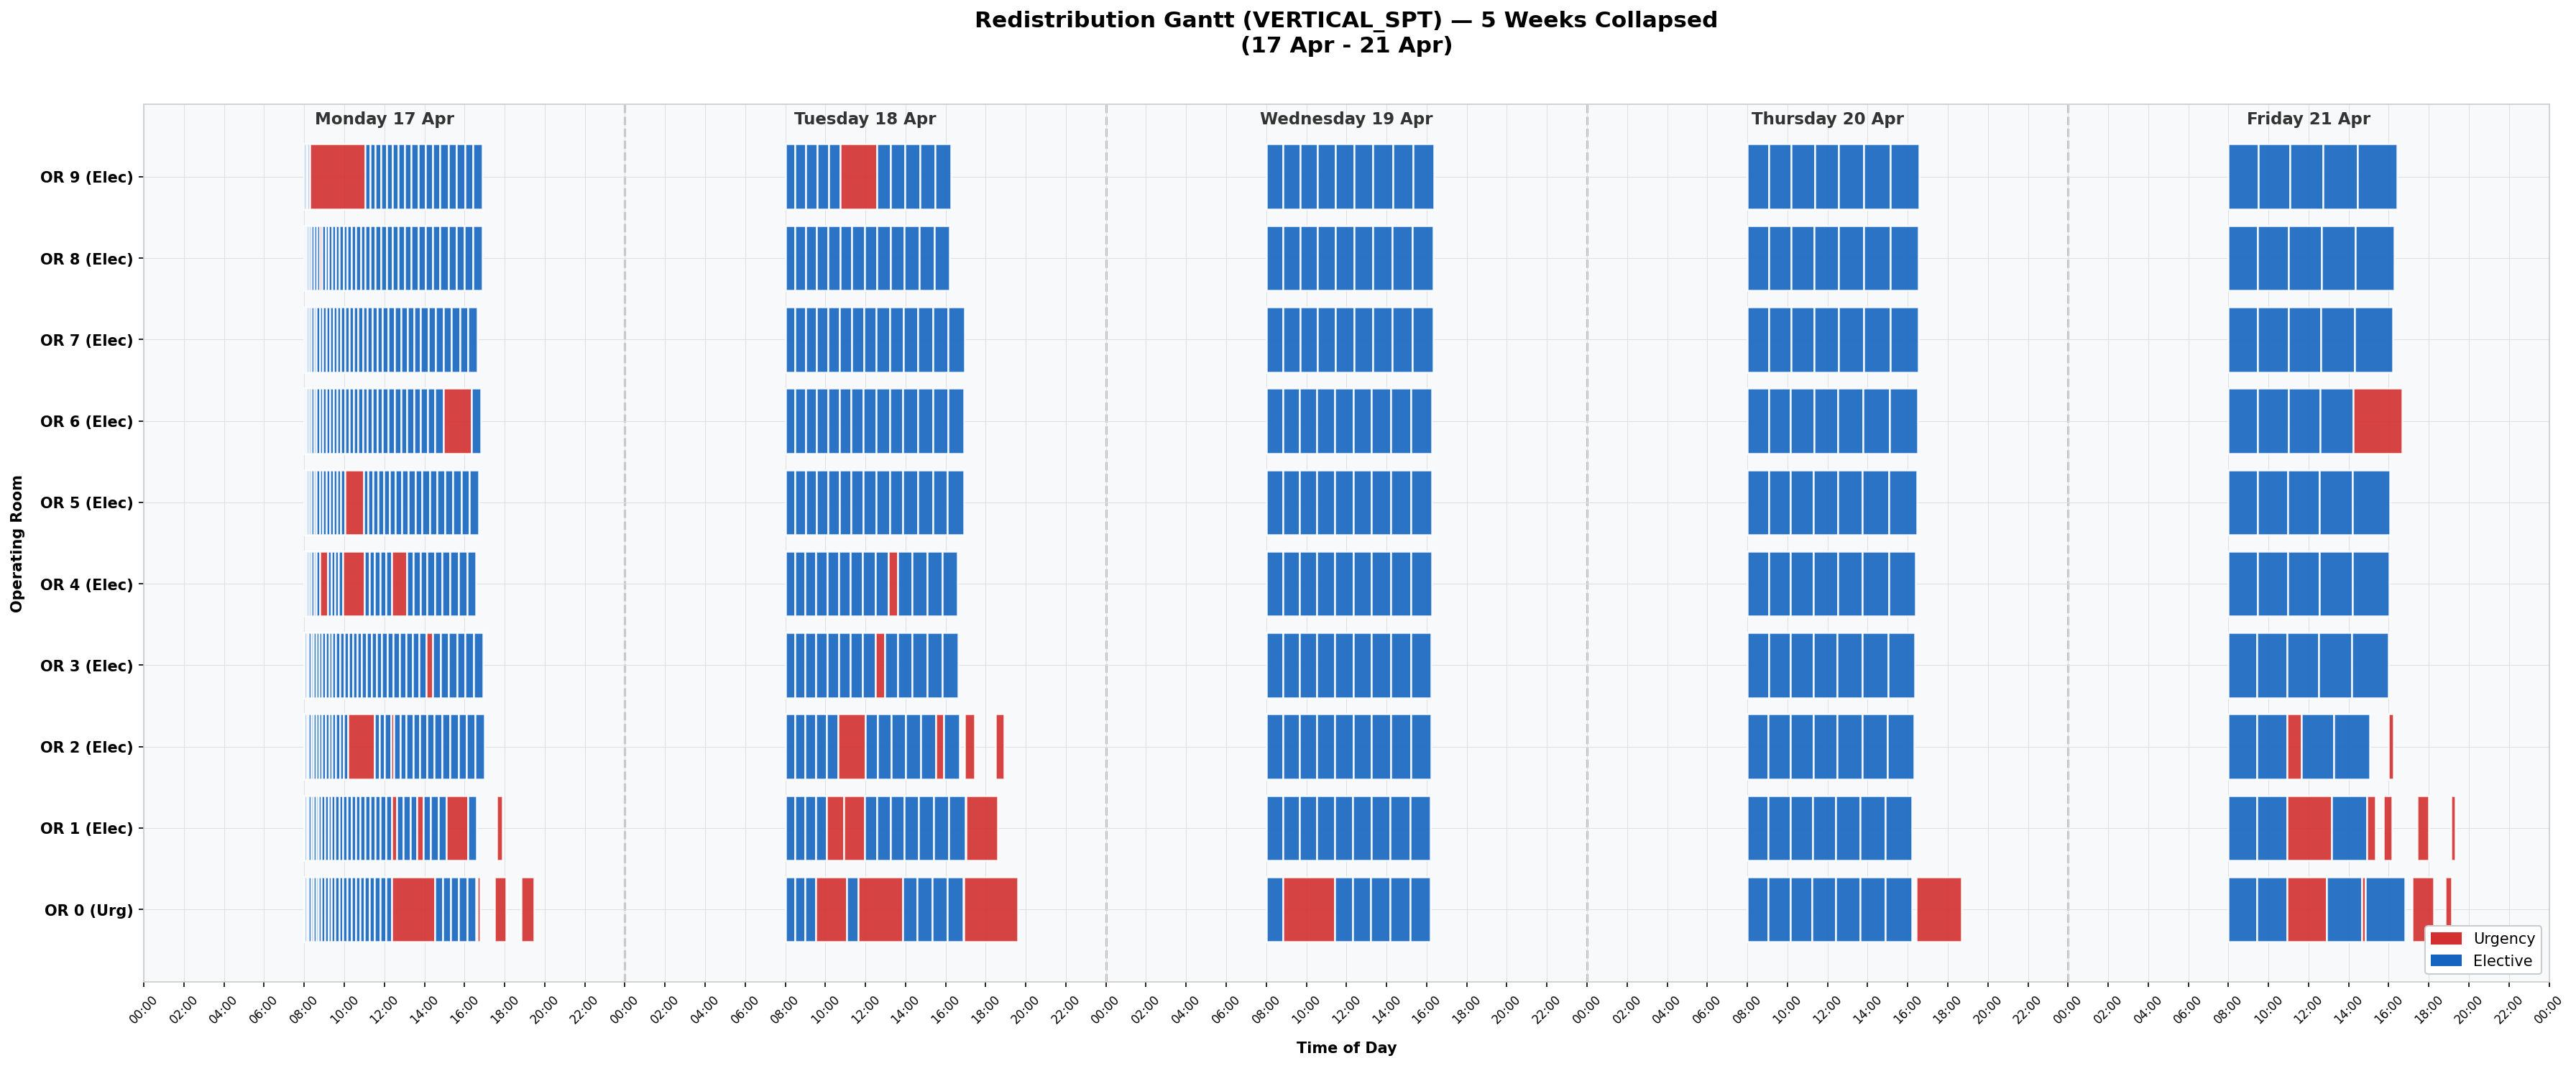 Redistribution Gantt (VERTICAL_SPT) — 5 Weeks Collapsed
(17 Apr - 21 Apr)
Monday 17 Apr
Tuesday 18 Apr
Wednesday 19 Apr
Thursday 20 Apr
Friday 21 Apr
Operating Room
OR 9 (Elec)
OR 8 (Elec)
OR 7 (Elec)
OR 6 (Elec)
OR 5 (Elec)
OR 4 (Elec)
OR 3 (Elec)
OR 2 (Elec)
OR 1 (Elec)
OR 0 (Urg)
Urgency
Elective
00:00 02:00 04:00 06:00 08:00 10:00 12:00 14:00 16:00 18:00 20:00 22:00 00:00 02:00 04:00 06:00 08:00 10:00 12:00 14:00 16:00 18:00 20:00 22:00 00:00 02:00 04:00 06:00 08:00 10:00 12:00 14:00 16:00 18:00 20:00 22:00 00:00 02:00 04:00 06:00 08:00 10:00 12:00 14:00 16:00 18:00 20:00 22:00 00:00 02:00 04:00 06:00 08:00 10:00 12:00 14:00 16:00 18:00 20:00 22:00 00:00
Time of Day